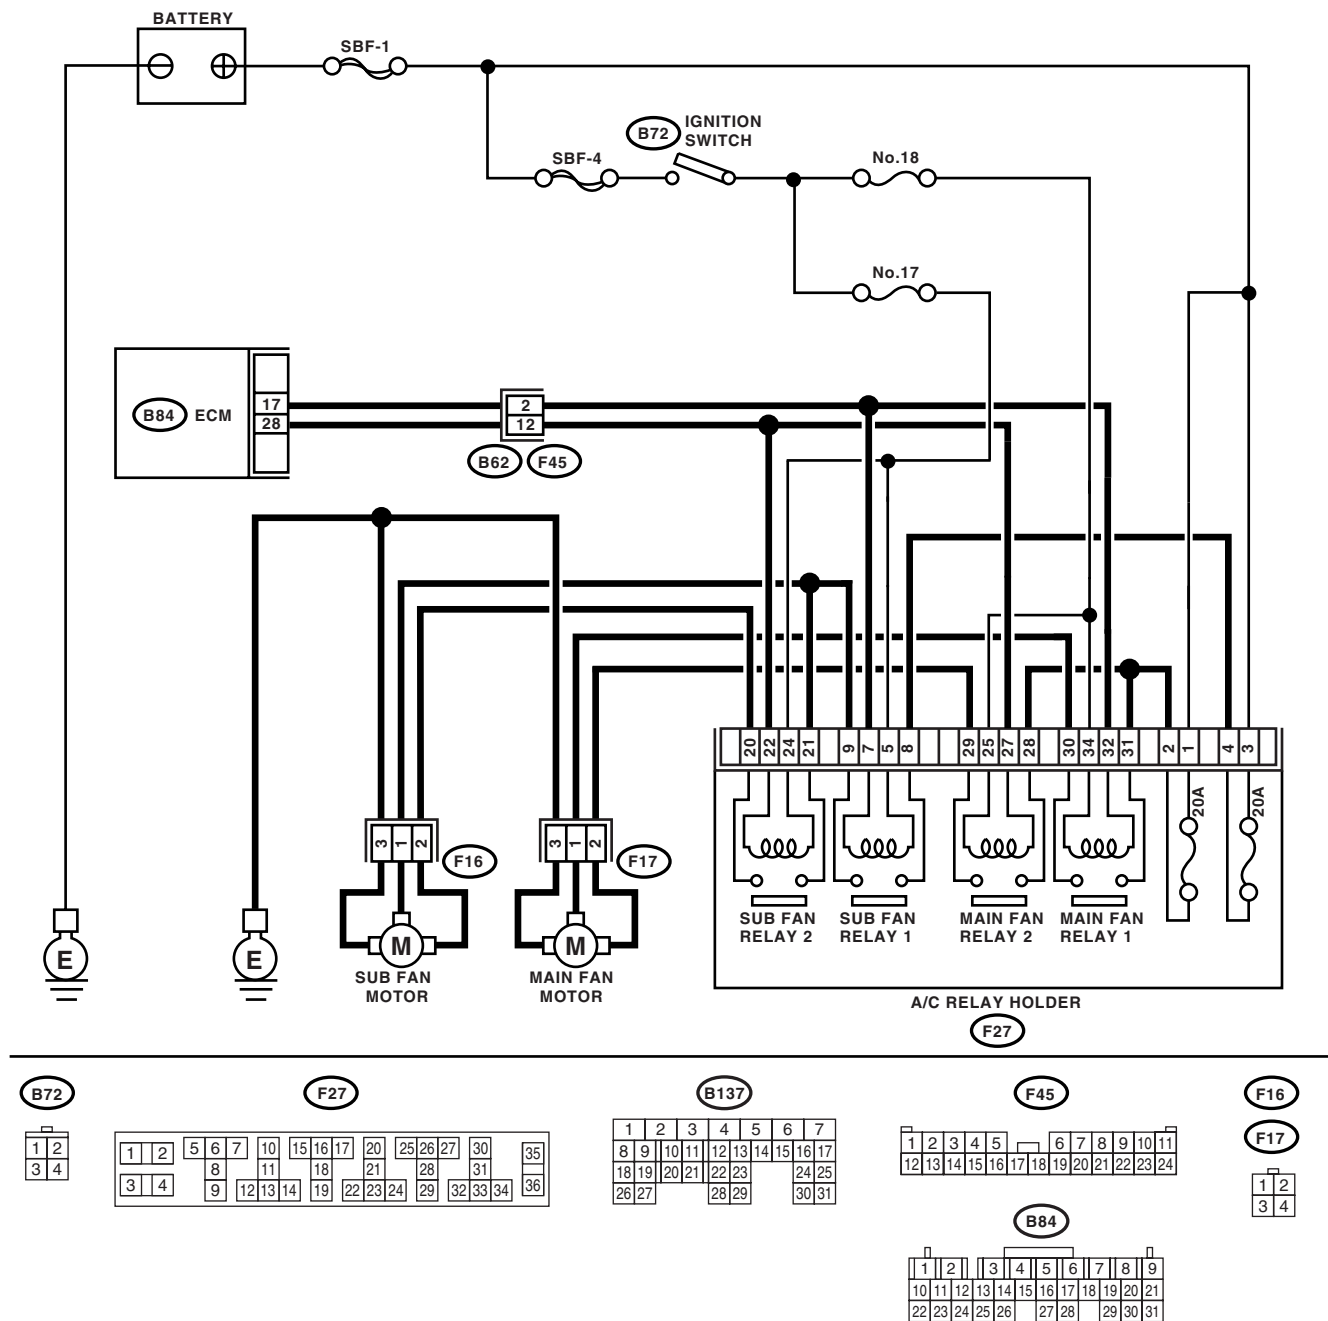 BATTERY
SBF-1
B72
IGNITION
SWITCH
SBF-4
No.18
No.17
B84
ECM
17
28
2
12
B62
F45
20 22 24 21 9 7 5 8 29 25 27 28 30 34 32 31 2 1 4 3
20A
20A
3 1 2
F16
3 1 2
F17
SUB FAN
RELAY 2
SUB FAN
RELAY 1
MAIN FAN
RELAY 2
MAIN FAN
RELAY 1
E
E
M
M
SUB FAN
MOTOR
MAIN FAN
MOTOR
A/C RELAY HOLDER
F27
B72
1 2
3 4
F27
1 2 5 6 7 10 15 16 17 20 25 26 27 30 35
8 11 18 21 28 31
3 4 9 12 13 14 19 22 23 24 29 32 33 34 36
B137
1 2 3 4 5 6 7
8 9 10 11 12 13 14 15 16 17
18 19 20 21 22 23 24 25
26 27 28 29 30 31
F45
1 2 3 4 5 6 7 8 9 10 11
12 13 14 15 16 17 18 19 20 21 22 23 24
B84
1 2 3 4 5 6 7 8 9
10 11 12 13 14 15 16 17 18 19 20 21
22 23 24 25 26 27 28 29 30 31
F16
F17
1 2
3 4